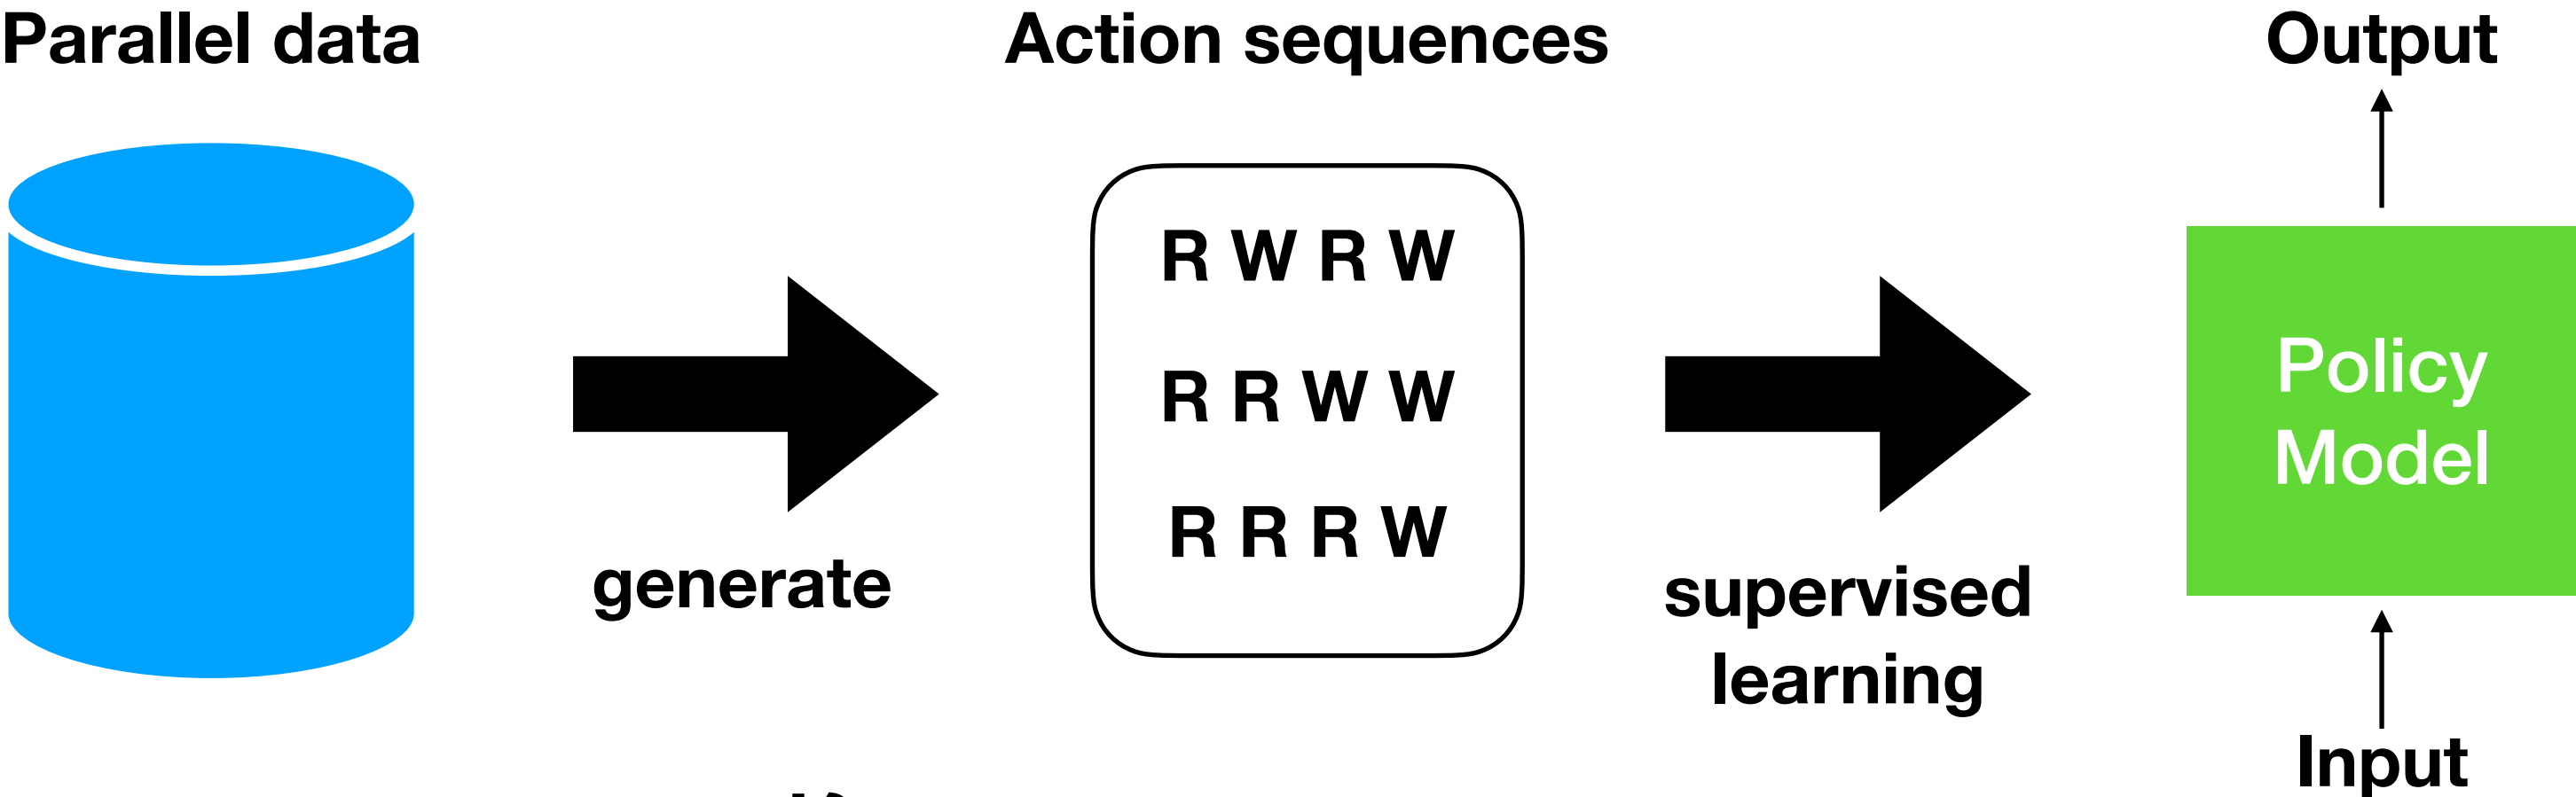 Parallel data
Action sequences
Output
R W R W
R R W W
R R R W
generate
supervised
learning
Policy
Model
Input